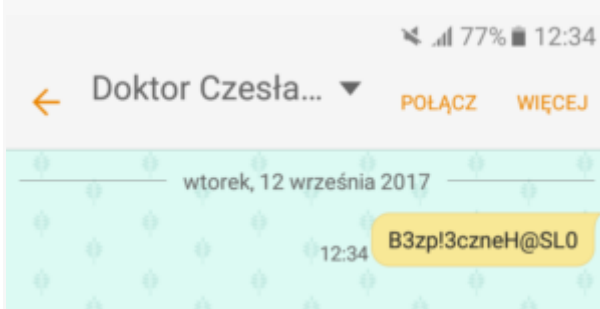 77% 12:34
Doktor Czesła...
POŁĄCZ WIĘCEJ
wtorek, 12 września 2017
12:34 B3zp!3czneH@SL0